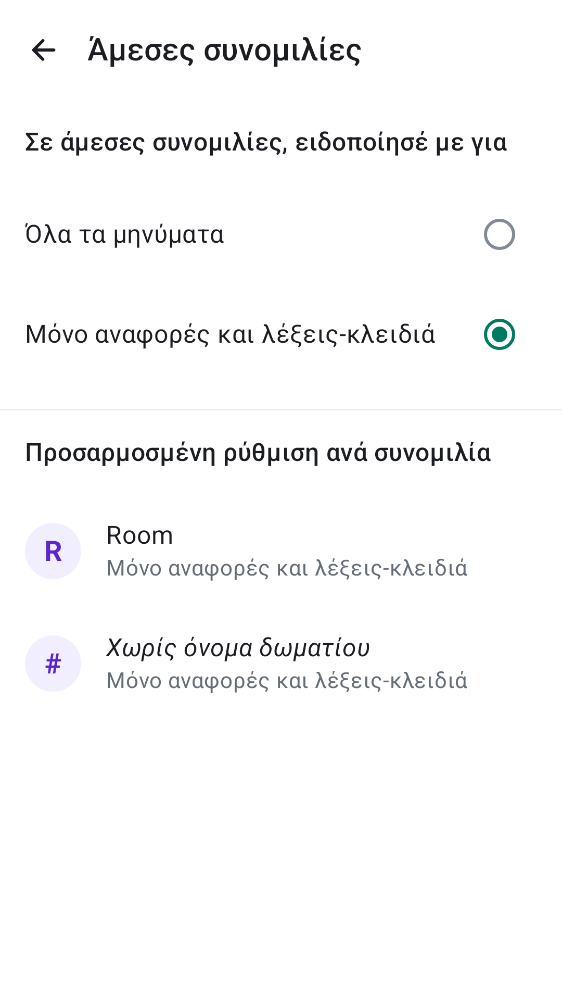 Άμεσες συνομιλίες
Σε άμεσες συνομιλίες, ειδοποίησέ με για
Όλα τα μηνύματα
Μόνο αναφορές και λέξεις-κλειδιά
Προσαρμοσμένη ρύθμιση ανά συνομιλία
R
Room
Μόνο αναφορές και λέξεις-κλειδιά
#
Χωρίς όνομα δωματίου
Μόνο αναφορές και λέξεις-κλειδιά